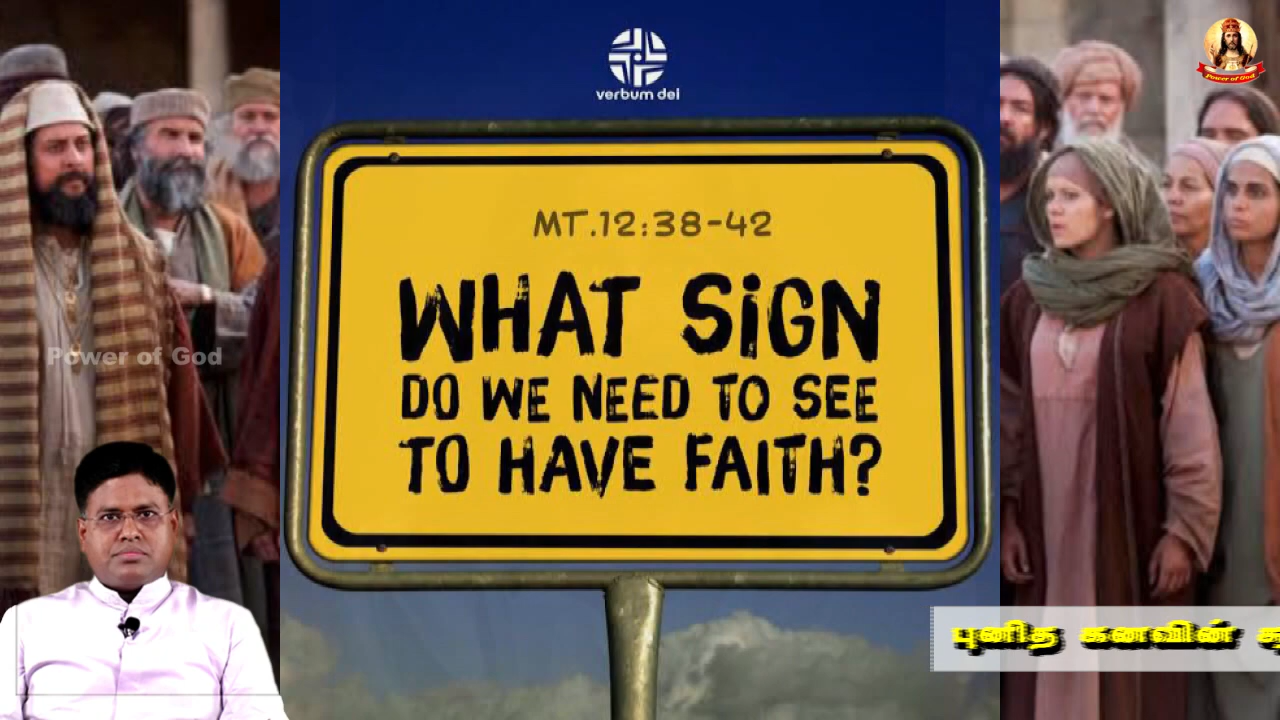 verbum dei
Power of God
MT.12:38-42
WHAT SiGN
DO WE NEED TO SEE
TO HAVE FAITH?
Power of God
புனித கனவின்